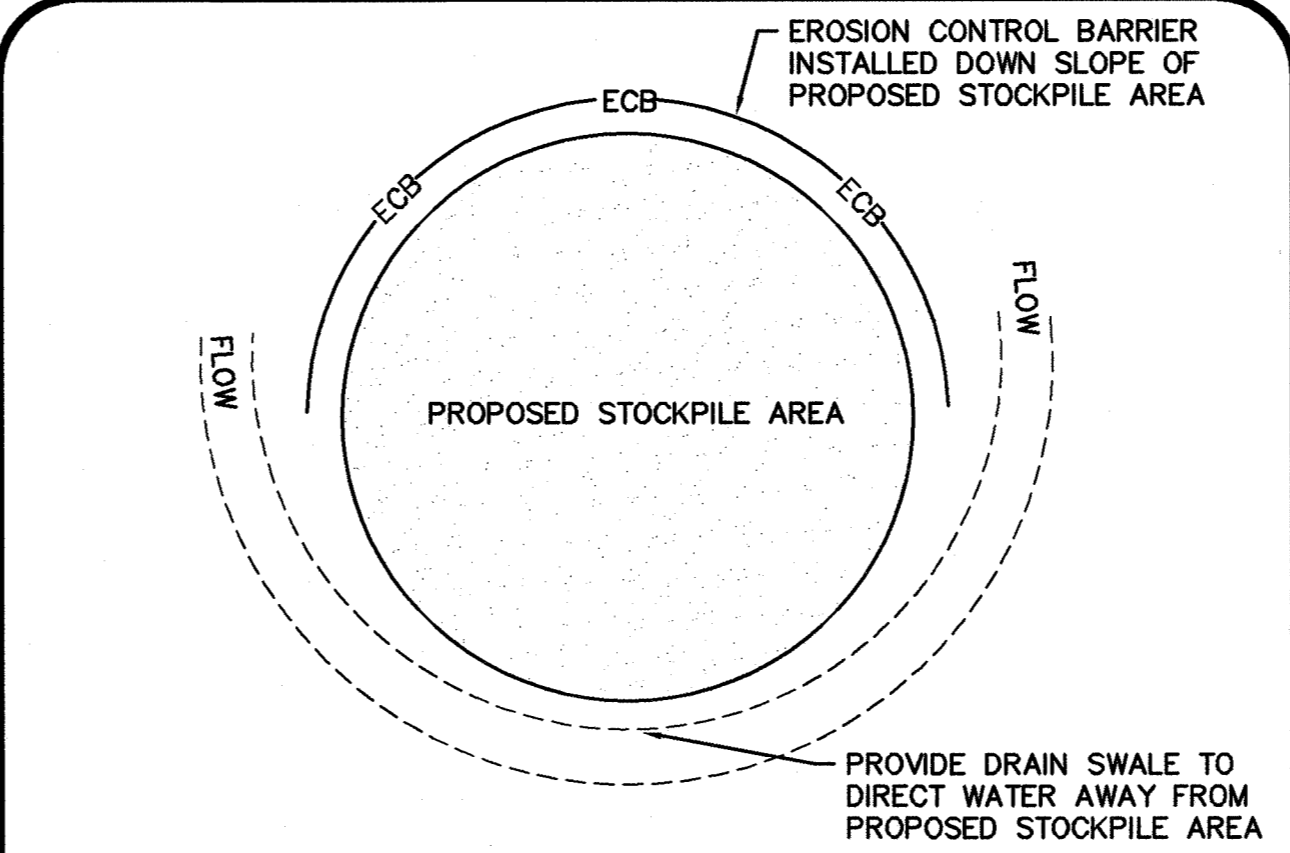 EROSION CONTROL BARRIER
INSTALLED DOWN SLOPE OF
PROPOSED STOCKPILE AREA
ECB
ECB
ECB
FLOW
FLOW
PROPOSED STOCKPILE AREA
PROVIDE DRAIN SWALE TO
DIRECT WATER AWAY FROM
PROPOSED STOCKPILE AREA